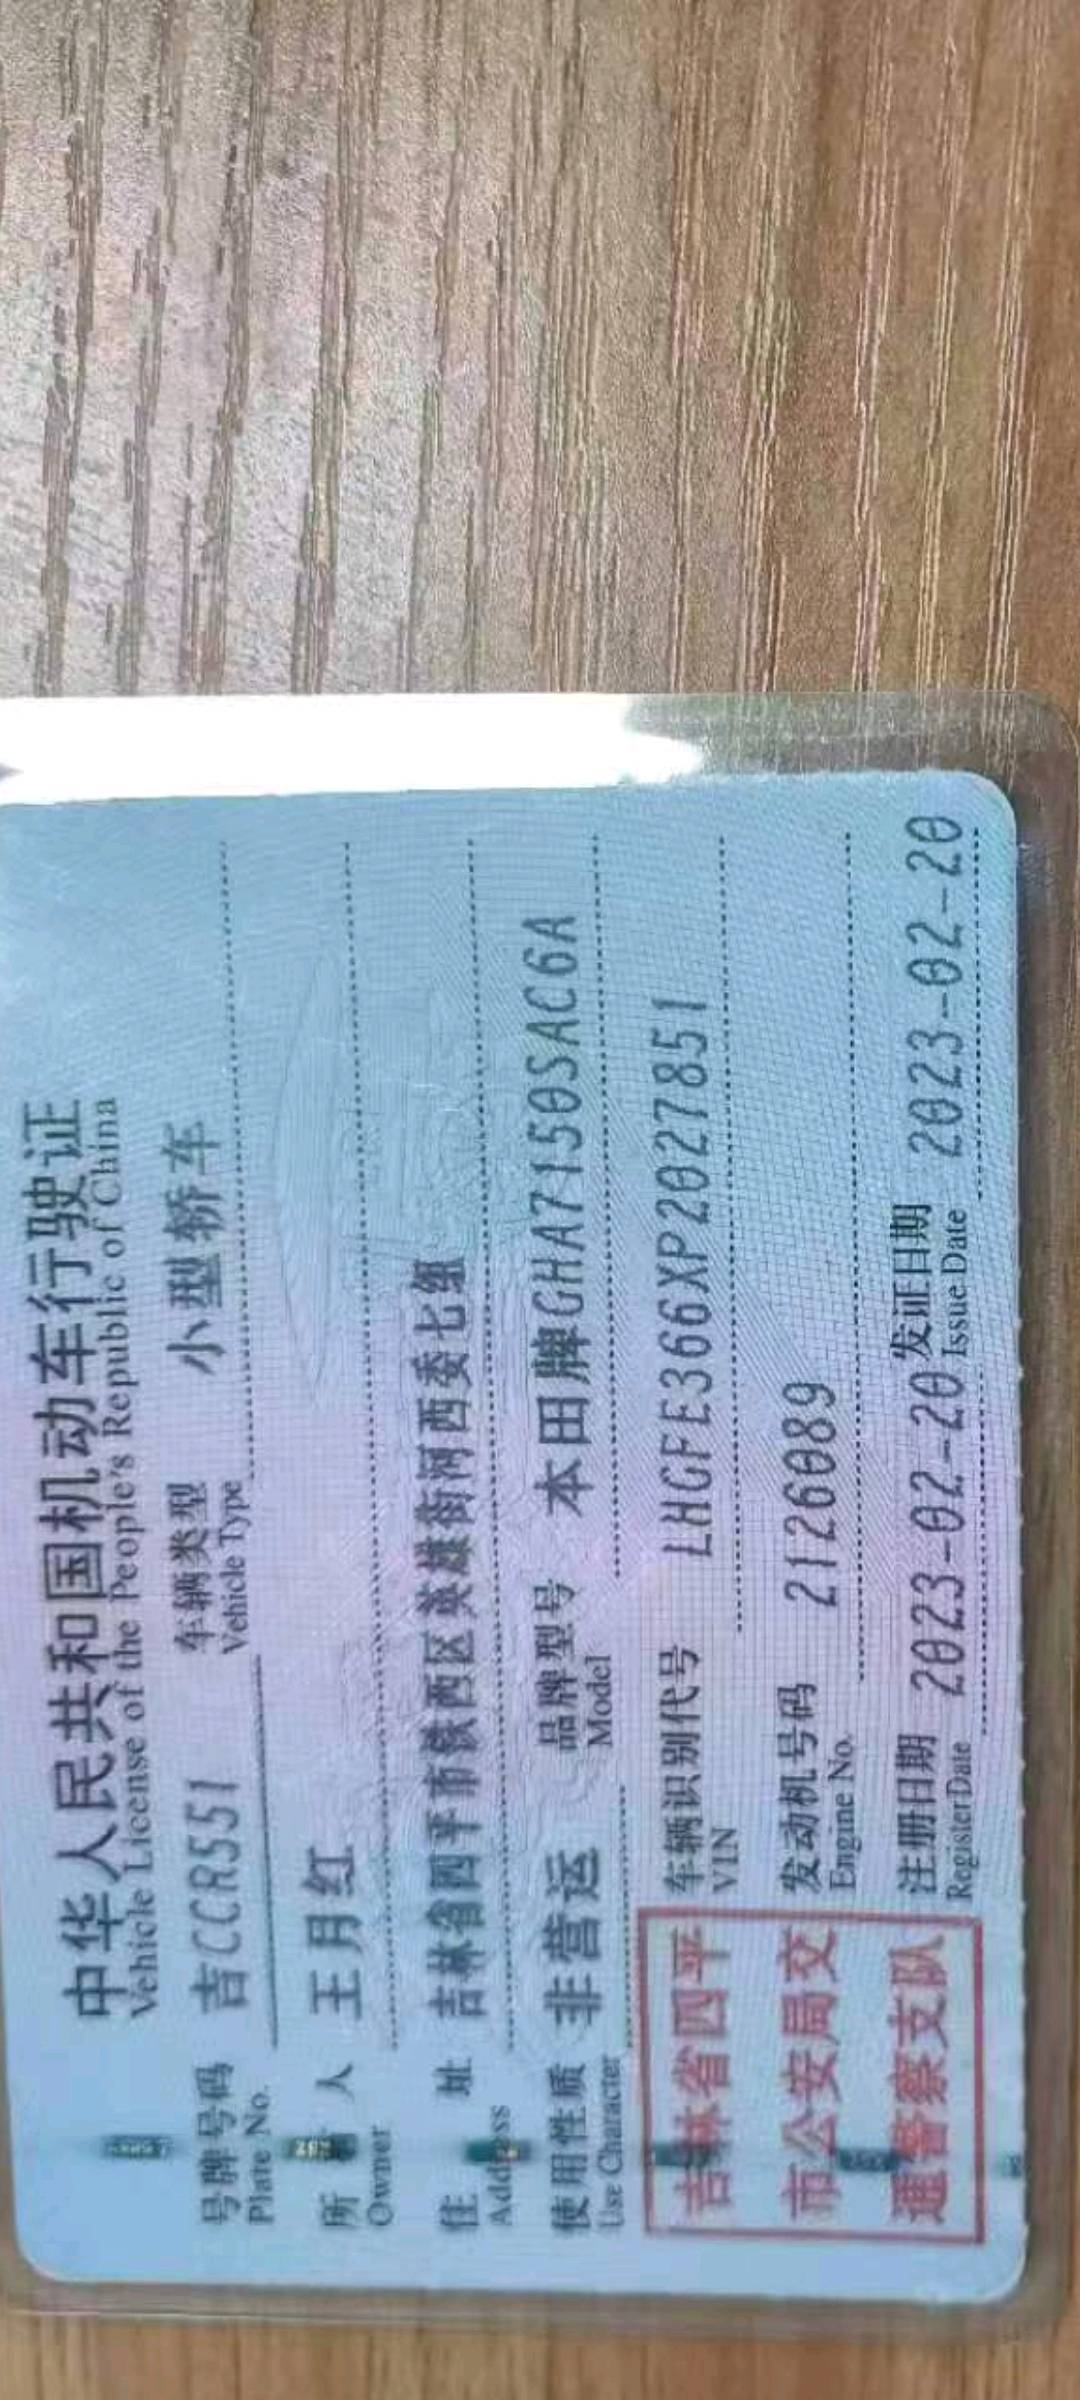 中华人民共和国机动车行驶证
Vehicle License of the People's Republic of China
号牌号码 吉CCR551 车辆类型 小型轿车
Plate No. Vehicle Type
所有人 王月红
Owner
住址 吉林省四平市铁西区英雄街河西委七组
Address
使用性质 非营运 品牌型号 本田牌GHA7150SAC6A
Use Character Model
吉林省四平
市公安局交
通警察支队
车辆识别代号 LHGFE366XP2027851
VIN
发动机号码 2126089
Engine No.
注册日期 2023-02-20 发证日期 2023-02-20
RegisterDate Issue Date